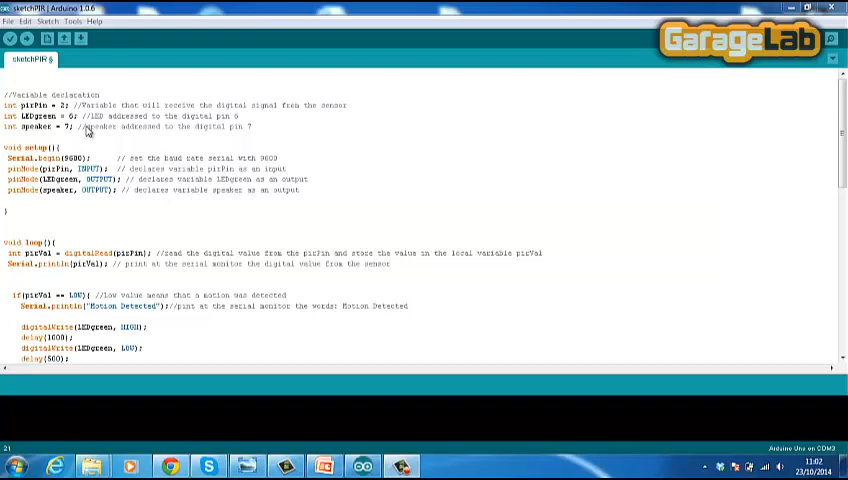 sketchPIR | Arduino 1.0.6
File Edit Sketch Tools Help
GarageLab
sketchPIR §
//Variable declaration
int pirPin = 2; //Variable that will receive the digital signal from the sensor
int LEDgreen = 6; //LED addressed to the digital pin 6
int speaker = 7; //speaker addressed to the digital pin 7
void setup(){
Serial.begin(9600); // set the baud rate serial with 9600
pinMode(pirPin, INPUT); // declares variable pirPin as an input
pinMode(LEDgreen, OUTPUT); // declares variable LEDgreen as an output
pinMode(speaker, OUTPUT); // declares variable speaker as an output
}
void loop(){
int pirVal = digitalRead(pirPin); //read the digital value from the pirPin and store the value in the local variable pirVal
Serial.println(pirVal); // print at the serial monitor the digital value from the sensor
if(pirVal == LOW){ //Low value means that a motion was detected
Serial.println("Motion Detected");//pint at the serial monitor the words: Motion Detected
digitalWrite(LEDgreen, HIGH);
delay(1000);
digitalWrite(LEDgreen, LOW);
delay(500);
21
Arduino Uno on COM3
11:02
23/10/2014